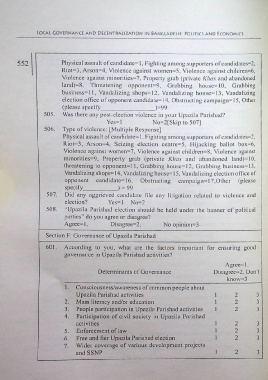 LOCAL GOVERNANCE AND DECENTRALIZATION IN BANGLADESH: POLITICS AND ECONOMICS
552
Physical assault of candidate=1, Fighting among supporters of candidates=2,
Riot=3, Arson=4, Violence against women=5, Violence against children=6,
Violence against minorities=7, Property grab (private Khas and abandoned
land)=8, Threatening opponent=9, Grabbing house=10, Grabbing
business=11, Vandalizing shops=12, Vandalizing house=13, Vandalizing
election office of opponent candidate=14, Obstructing campaign=15, Other
(please specify ____)=99
505. Was there any post-election violence in your Upazila Parishad?
Yes=1 No=2[Skip to 507]
506. Type of violence: [Multiple Response]
Physical assault of candidate=1, Fighting among supporters of candidates=2,
Riot=3, Arson=4, Seizing election centre=5, Hijacking ballot box=6,
Violence against women=7, Violence against children=8, Violence against
minorities=9, Property grab (private Khas and abandoned land)=10,
Threatening to opponent=11, Grabbing house=12, Grabbing business=13,
Vandalizing shops=14, Vandalizing house=15, Vandalizing election office of
opponent candidate=16, Obstructing campaign=17,Other (please
specify ____) = 99
507. Did any aggrieved candidate file any litigation related to violence and
election? Yes=1 No=2
508. "Upazila Parishad election should be held under the banner of political
parties" do you agree or disagree?
Agree=1, Disagree=2 No opinion=3
Section F. Governance of Upazila Parishad
601. According to you, what are the factors important for ensuring good
governance in Upazila Parishad activities?
Agree=1,
Determinants of Governance Disagree=2, Don't
know=3
1. Consciousness/awareness of common people about
Upazila Parishad activities 1 2 3
2. Mass literacy and/or education 1 2 3
3. People participation in Upazila Parishad activities 1 2 3
4. Participation of civil society in Upazila Parishad
activities 1 2 3
5. Enforcement of law 1 2 3
6 Free and fair Upazila Parishad election 1 2 3
7. Wider coverage of various development projects
and SSNP 1 2 3